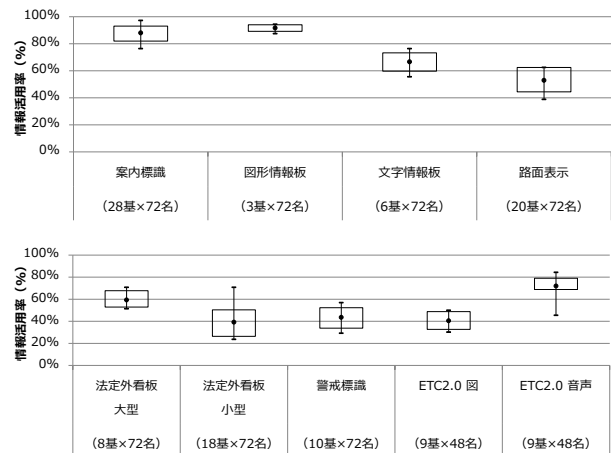 情報活用率（%）
100%
80%
60%
40%
20%
0%
案内標識 図形情報板 文字情報板 路面表示
（28基×72名） （3基×72名） （6基×72名） （20基×72名）
情報活用率（%）
100%
80%
60%
40%
20%
0%
法定外看板 法定外看板 警戒標識 ETC2.0 図 ETC2.0 音声
大型 小型
（8基×72名） （18基×72名） （10基×72名） （9基×48名） （9基×48名）